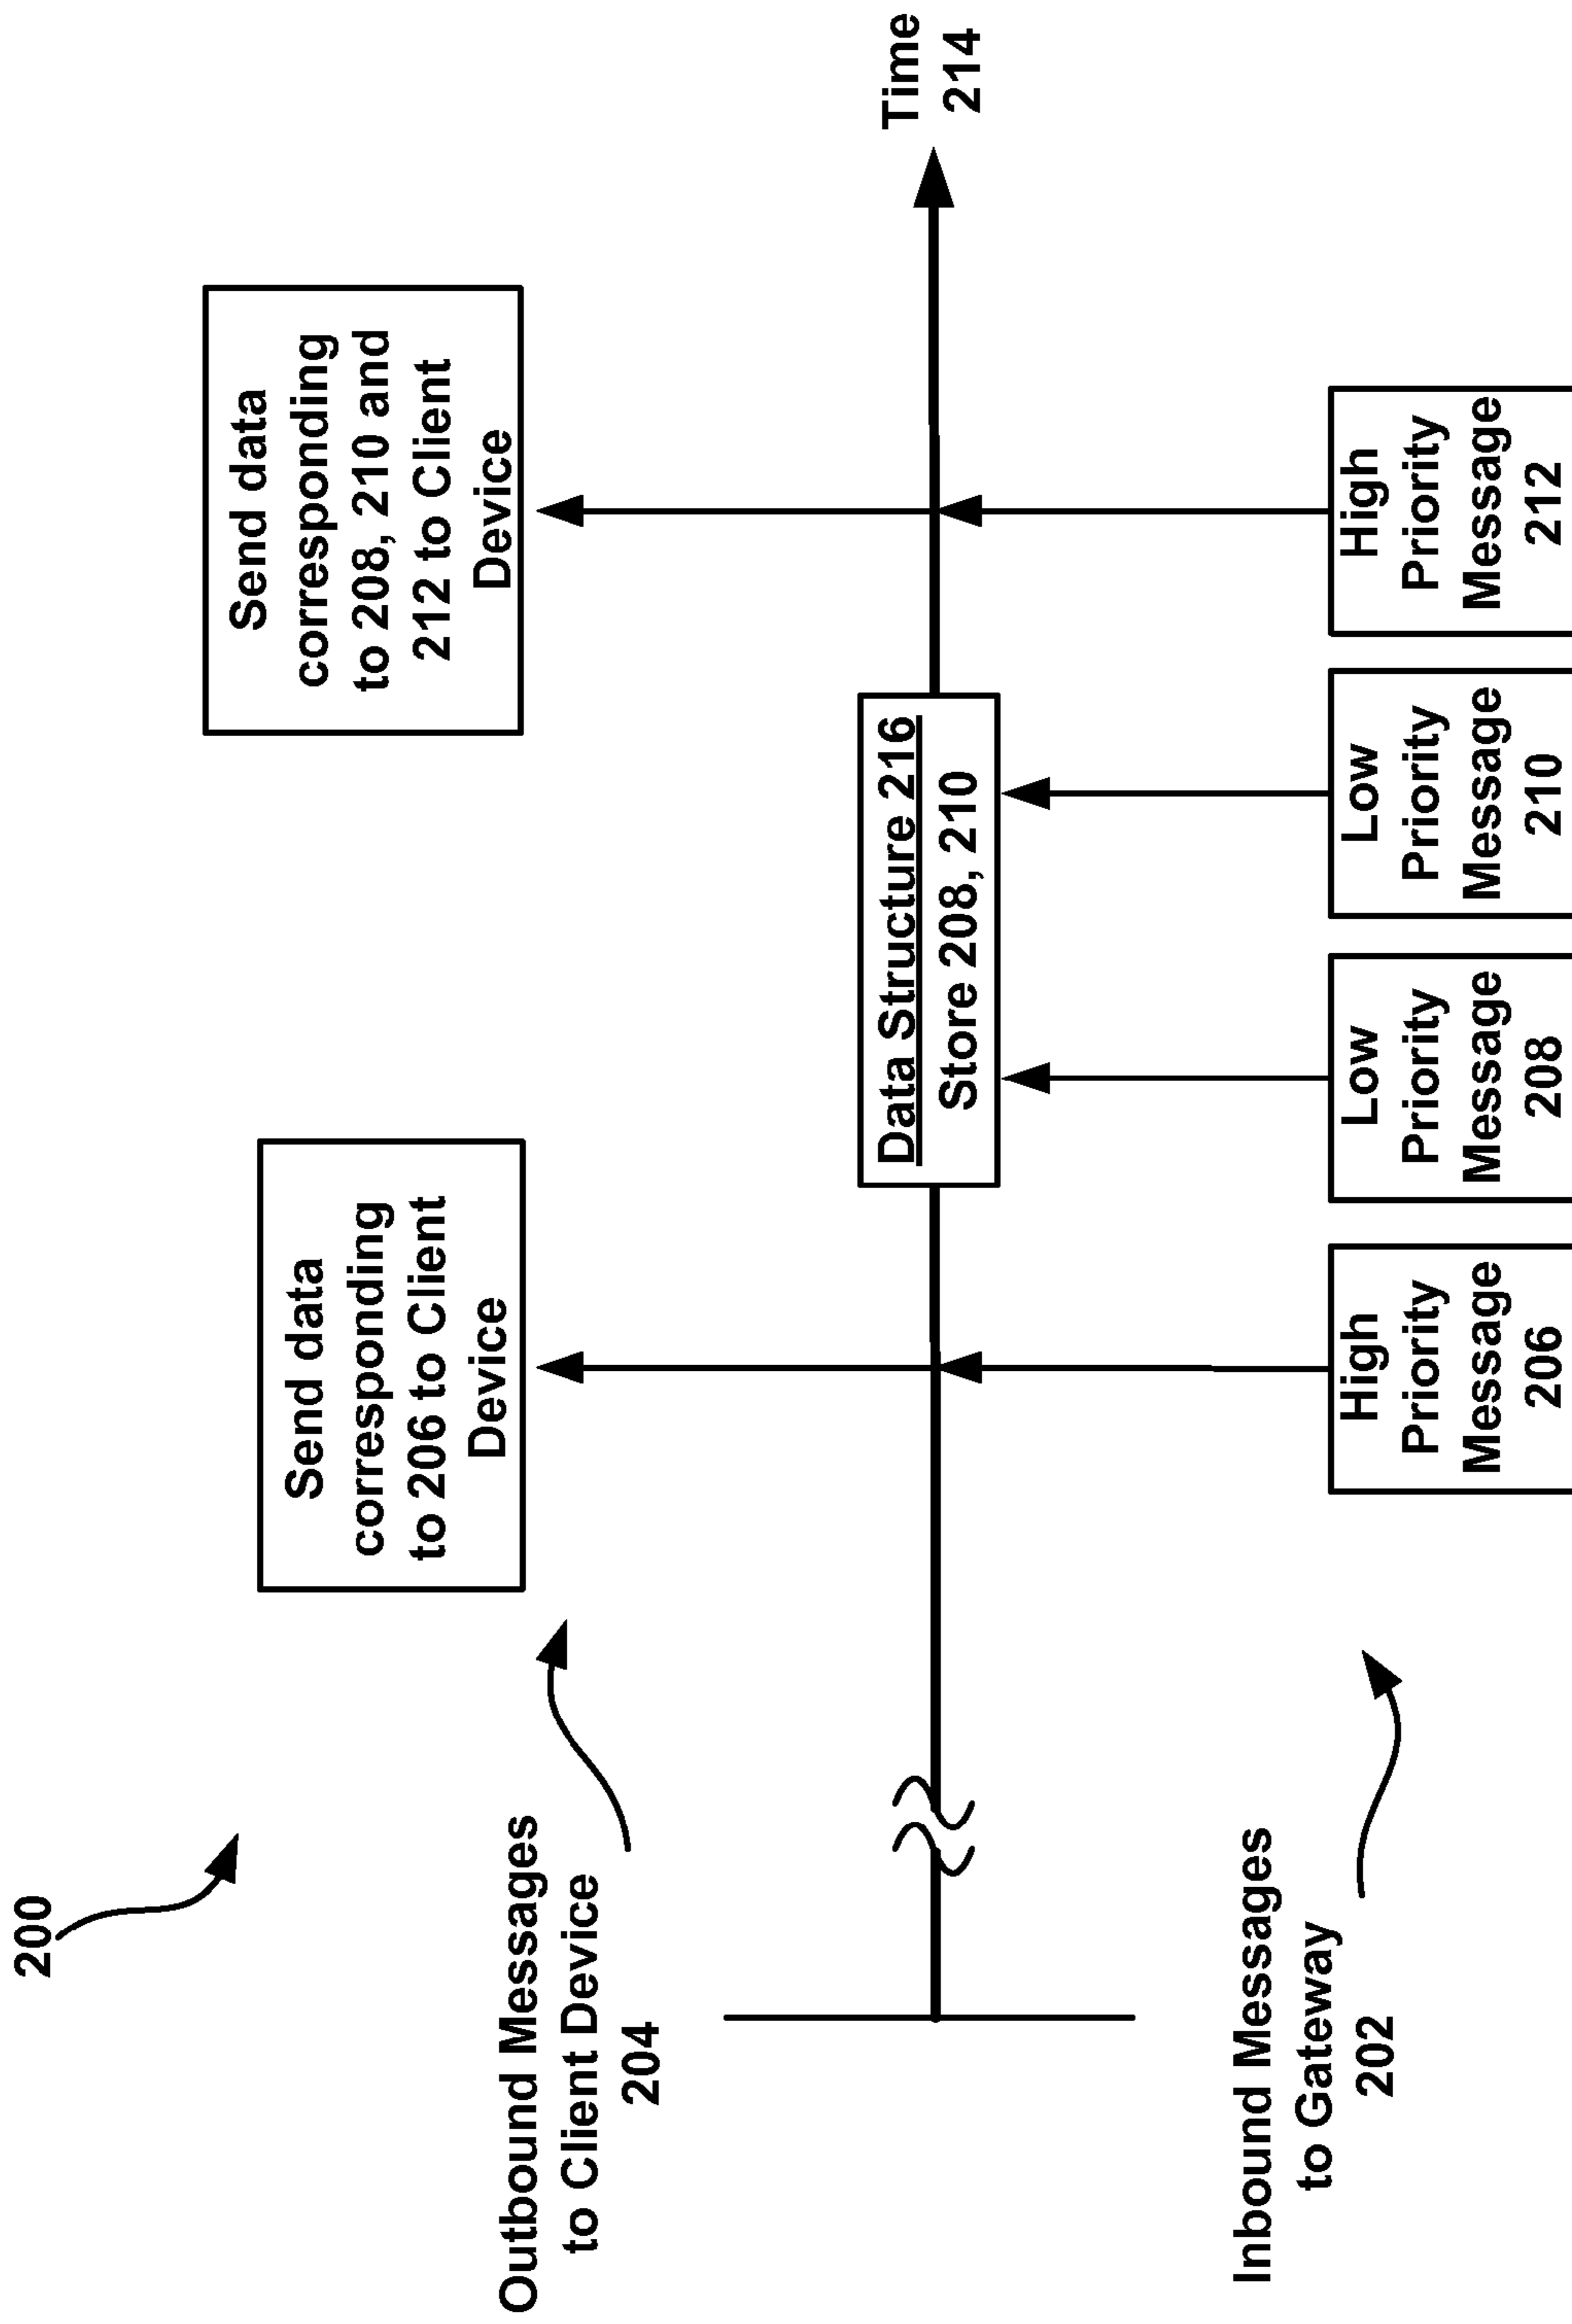 200
Outbound Messages
to Client Device
204
Send data
corresponding
to 206 to Client
Device
Send data
corresponding
to 208, 210 and
212 to Client
Device
Data Structure 216
Store 208, 210
Time
214
Inbound Messages
to Gateway
202
High
Priority
Message
206
Low
Priority
Message
208
Low
Priority
Message
210
High
Priority
Message
212